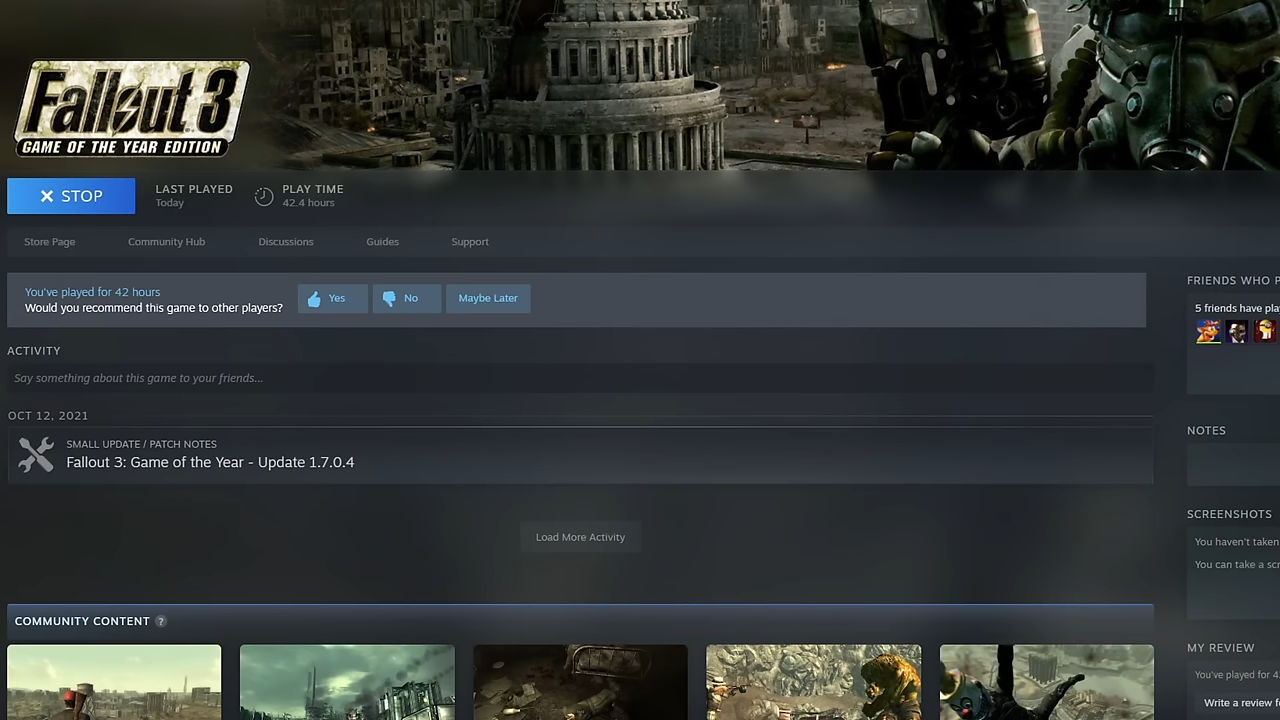 Fallout 3
GAME OF THE YEAR EDITION
STOP
LAST PLAYED
Today
PLAY TIME
42.4 hours
Store Page
Community Hub
Discussions
Guides
Support
You've played for 42 hours
Would you recommend this game to other players?
Yes
No
Maybe Later
FRIENDS WHO P
5 friends have pla
ACTIVITY
Say something about this game to your friends...
OCT 12, 2021
SMALL UPDATE / PATCH NOTES
Fallout 3: Game of the Year - Update 1.7.0.4
Load More Activity
NOTES
SCREENSHOTS
You haven't taken
You can take a scr
COMMUNITY CONTENT ?
MY REVIEW
You've played for 4
Write a review f